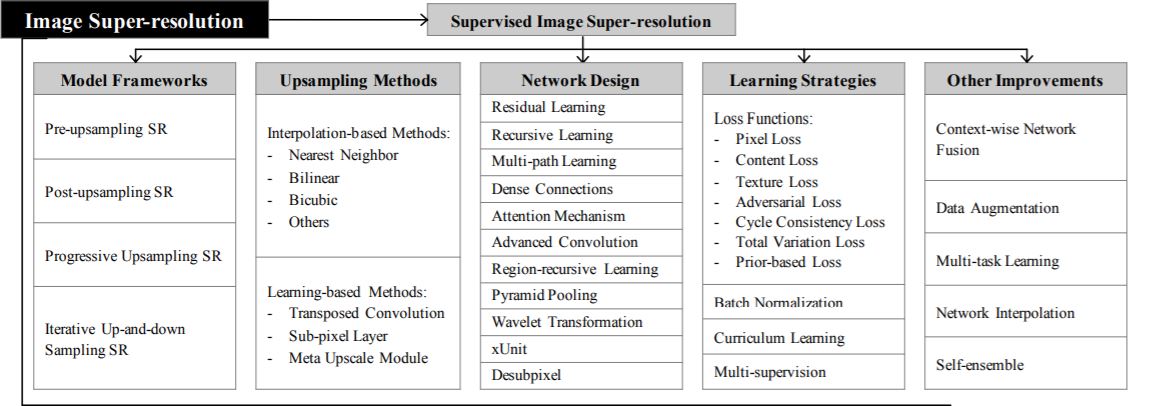 Image Super-resolution
Supervised Image Super-resolution
Model Frameworks
Pre-upsampling SR
Post-upsampling SR
Progressive Upsampling SR
Iterative Up-and-down
Sampling SR
Upsampling Methods
Interpolation-based Methods:
- Nearest Neighbor
- Bilinear
- Bicubic
- Others
Learning-based Methods:
- Transposed Convolution
- Sub-pixel Layer
- Meta Upscale Module
Network Design
Residual Learning
Recursive Learning
Multi-path Learning
Dense Connections
Attention Mechanism
Advanced Convolution
Region-recursive Learning
Pyramid Pooling
Wavelet Transformation
xUnit
Desubpixel
Learning Strategies
Loss Functions:
- Pixel Loss
- Content Loss
- Texture Loss
- Adversarial Loss
- Cycle Consistency Loss
- Total Variation Loss
- Prior-based Loss
Batch Normalization
Curriculum Learning
Multi-supervision
Other Improvements
Context-wise Network
Fusion
Data Augmentation
Multi-task Learning
Network Interpolation
Self-ensemble